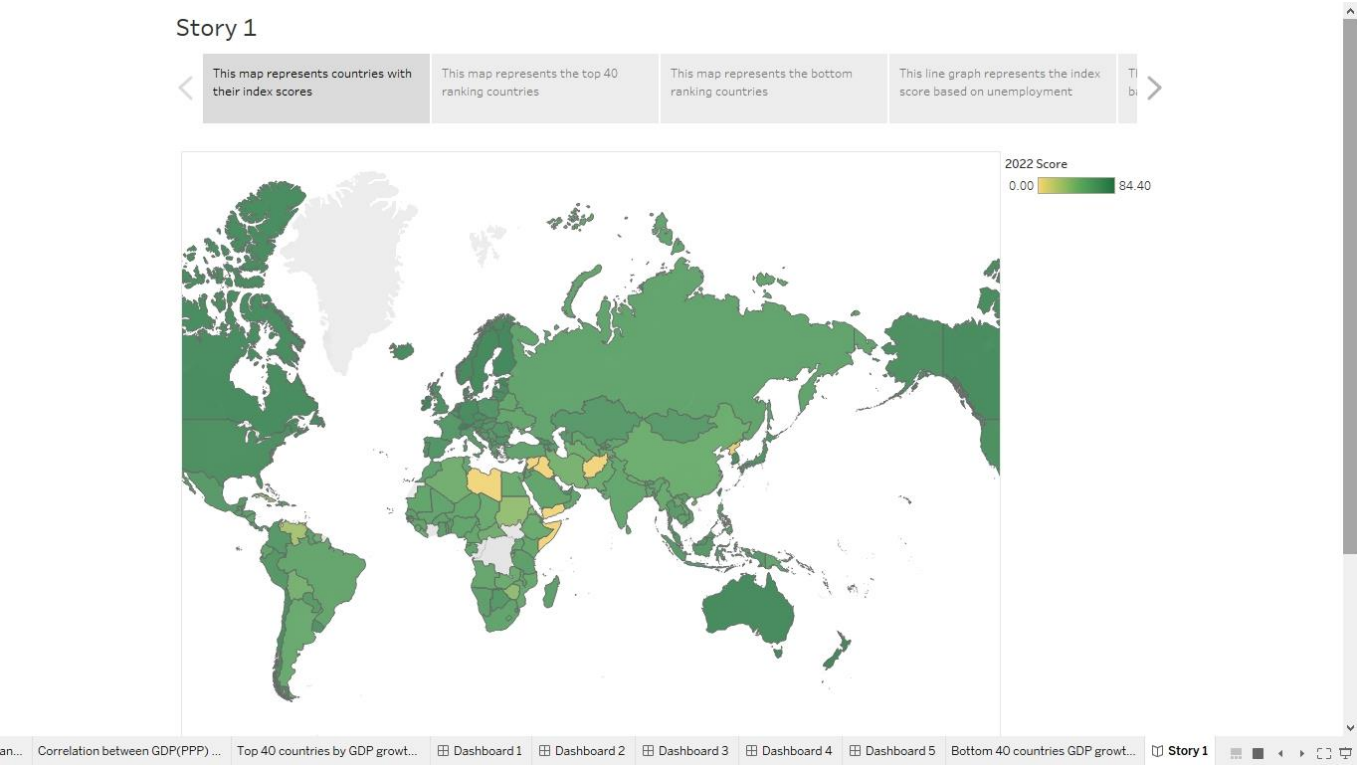 Story 1
This map represents countries with
their index scores
This map represents the top 40
ranking countries
This map represents the bottom
ranking countries
This line graph represents the index
score based on unemployment
2022 Score
0.00
84.40
an...
Correlation between GDP(PPP) ...
Top 40 countries by GDP growt...
Dashboard 1
Dashboard 2
Dashboard 3
Dashboard 4
Dashboard 5
Bottom 40 countries GDP growt...
Story 1